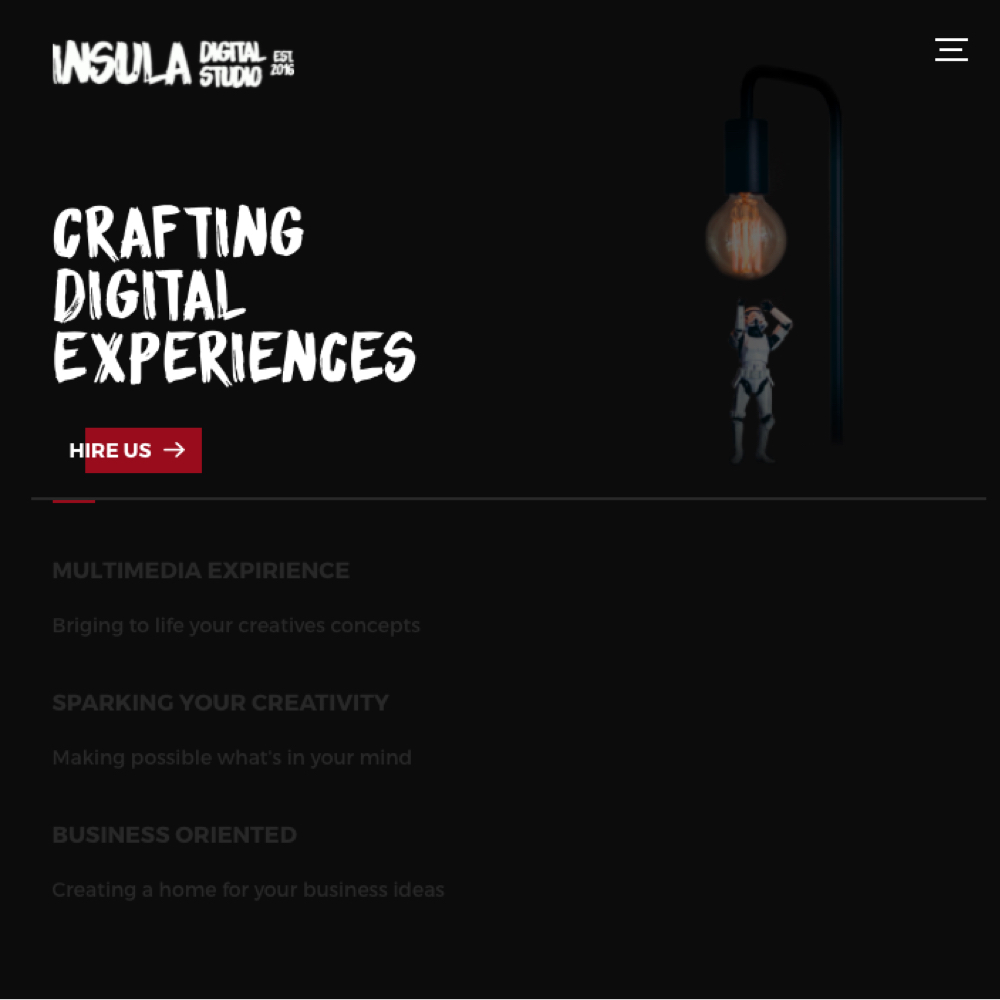 INSULA DIGITAL STUDIO EST. 2016
CRAFTING
DIGITAL
EXPERIENCES
HIRE US
MULTIMEDIA EXPIRIENCE
Briging to life your creatives concepts
SPARKING YOUR CREATIVITY
Making possible what's in your mind
BUSINESS ORIENTED
Creating a home for your business ideas